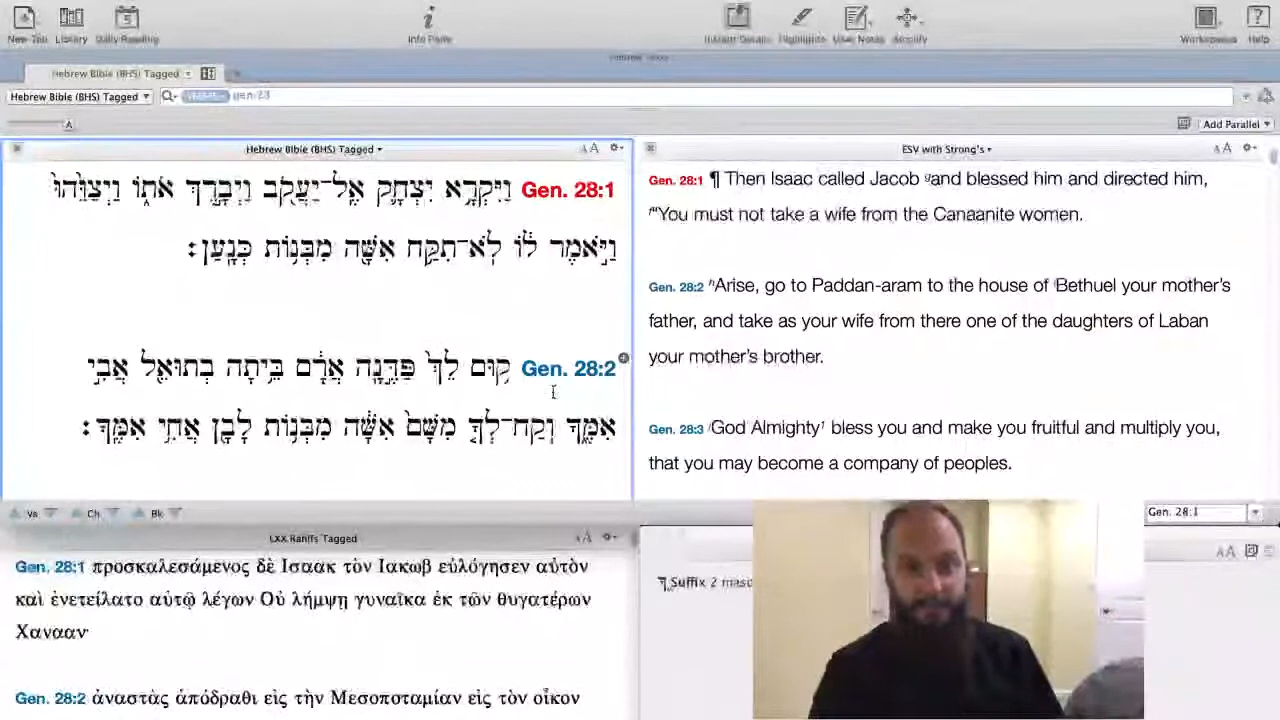 New Tab Library Daily Reading Info Pane Instant Details Highlights User Notes Amplify Workspaces Help
Hebrew Bible (BHS) Tagged
Hebrew Bible (BHS) Tagged gen 28
A Add Parallel
Hebrew Bible (BHS) Tagged
Gen. 28:1 וַיִּקְרָ֥א יִצְחָ֛ק אֶֽל־יַעֲקֹ֖ב וַיְבָ֣רֶךְ אֹת֑וֹ וַיְצַוֵּ֙הוּ֙
וַיֹּ֣אמֶר ל֔וֹ לֹֽא־תִקַּ֥ח אִשָּׁ֖ה מִבְּנ֥וֹת כְּנָֽעַן׃
Gen. 28:2 ק֥וּם לֵךְ֙ פַּדֶּ֣נָֽה אֲרָ֔ם בֵּ֥יתָה בְתוּאֵ֖ל אֲבִ֣י
אִמֶּ֑ךָ וְקַח־לְךָ֤ מִשָּׁם֙ אִשָּׁ֔ה מִבְּנ֥וֹת לָבָ֖ן אֲחִ֥י אִמֶּֽךָ׃
Vs Ch Bk
ESV with Strong's
Gen. 28:1 ¶ Then Isaac called Jacob and blessed him and directed him,
“You must not take a wife from the Canaanite women.
Gen. 28:2 Arise, go to Paddan-aram to the house of Bethuel your mother’s
father, and take as your wife from there one of the daughters of Laban
your mother’s brother.
Gen. 28:3 God Almighty bless you and make you fruitful and multiply you,
that you may become a company of peoples.
Gen. 28:1
LXX Rahlfs Tagged
Gen. 28:1 προσκαλεσάμενος δὲ Ισαακ τὸν Ιακωβ εὐλόγησεν αὐτὸν
καὶ ἐνετείλατο αὐτῷ λέγων Οὐ λήμψῃ γυναῖκα ἐκ τῶν θυγατέρων
Χανααν·
Gen. 28:2 ἀναστὰς ἀπόδραθι εἰς τὴν Μεσοποταμίαν εἰς τὸν οἶκον
Suffix 2 masc